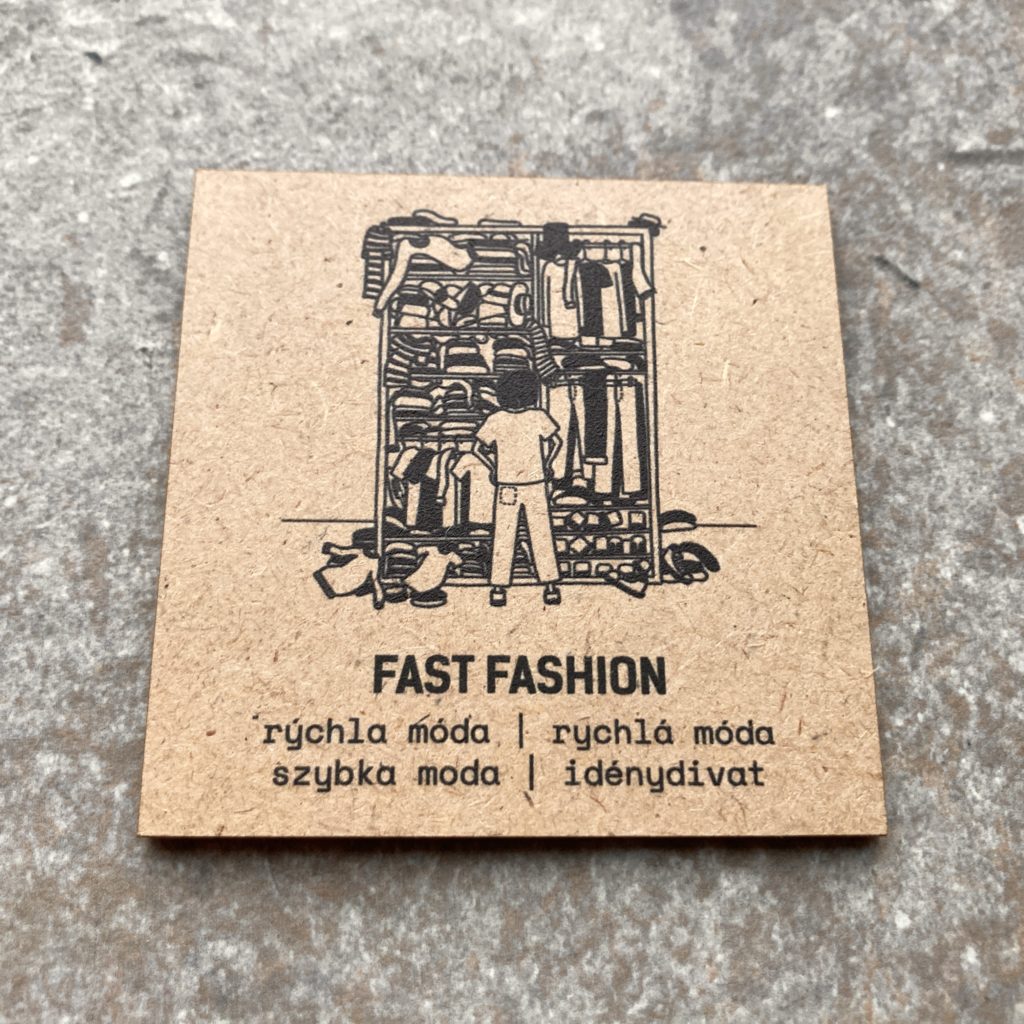 FAST FASHION
rýchla móda | rychlá móda
szybka moda | idénydivat